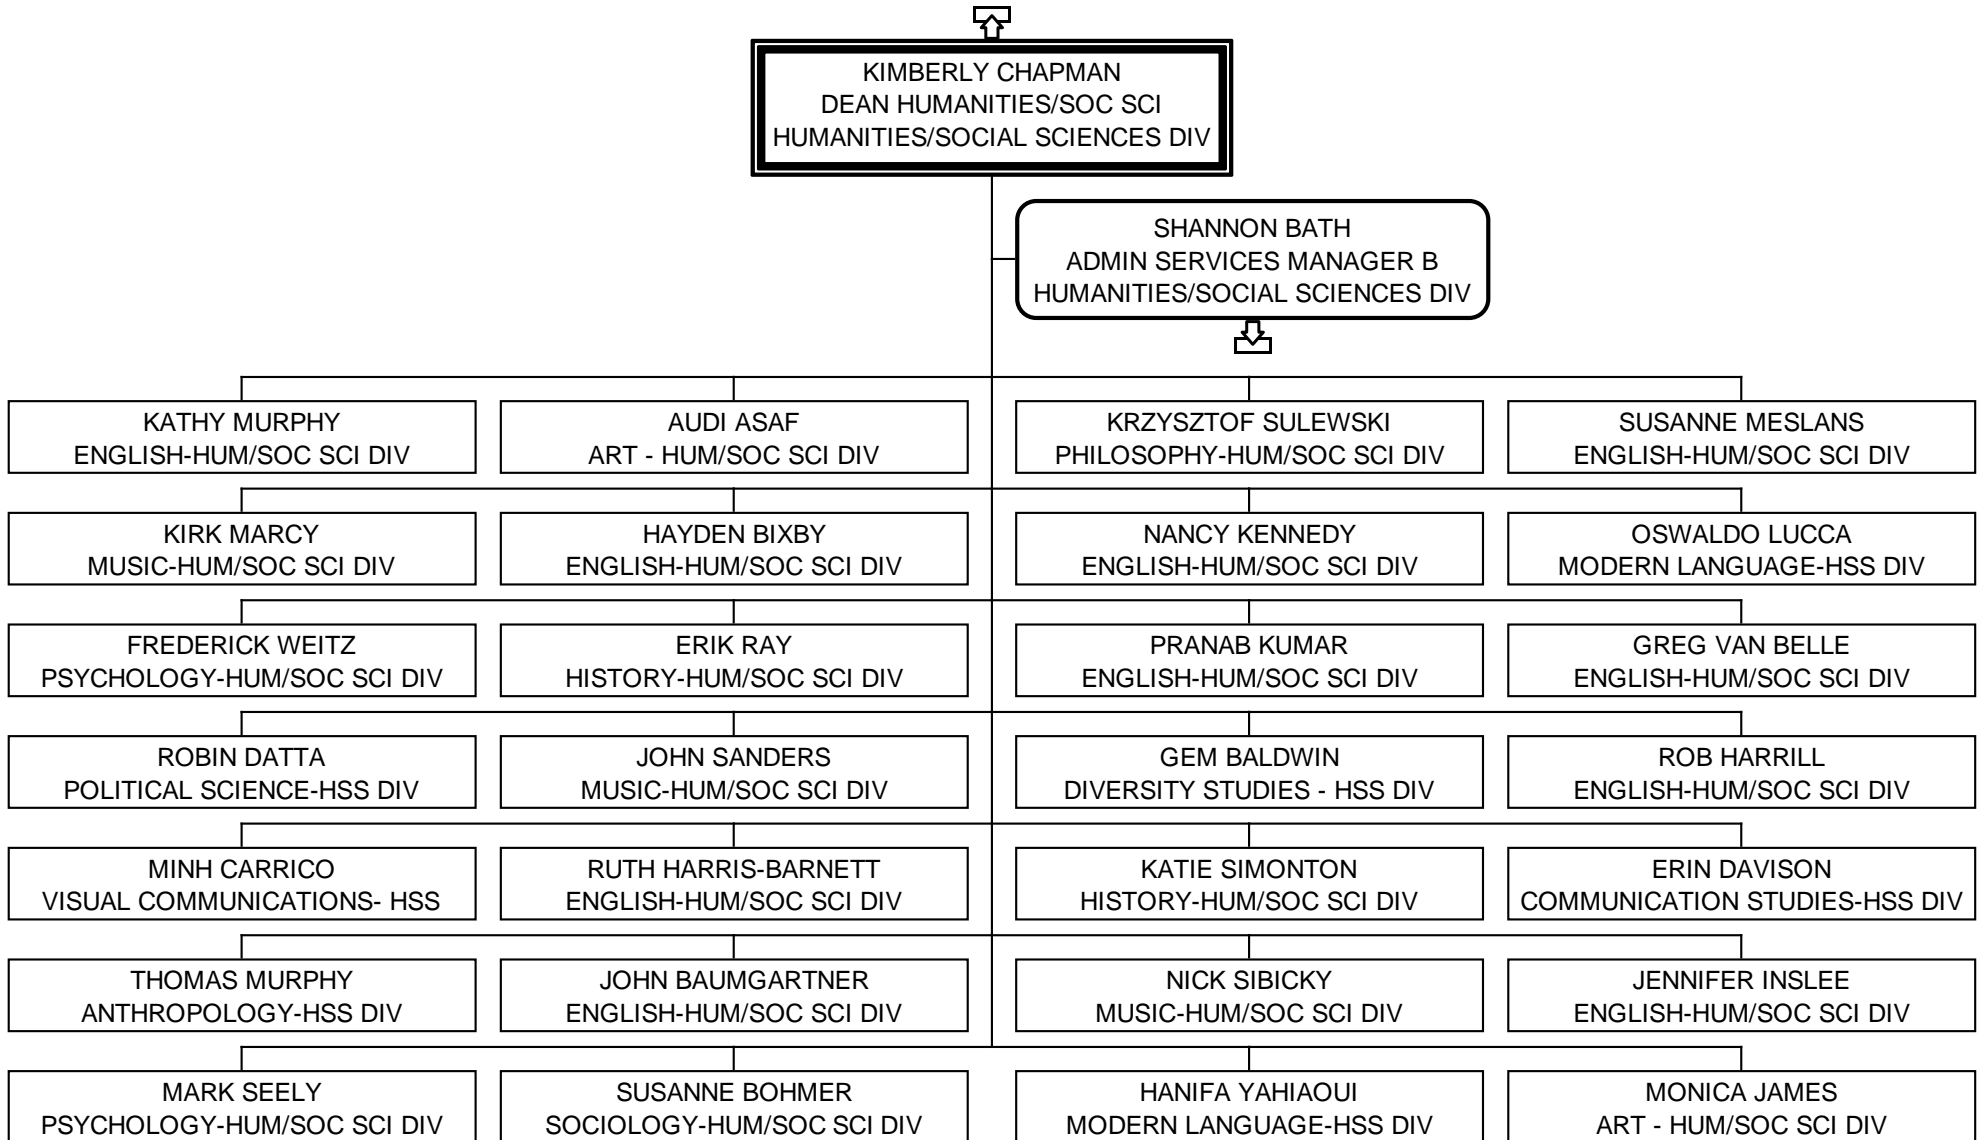 KIMBERLY CHAPMAN
DEAN HUMANITIES/SOC SCI
HUMANITIES/SOCIAL SCIENCES DIV
SHANNON BATH
ADMIN SERVICES MANAGER B
HUMANITIES/SOCIAL SCIENCES DIV
KATHY MURPHY
ENGLISH-HUM/SOC SCI DIV
AUDI ASAF
ART - HUM/SOC SCI DIV
KRZYSZTOF SULEWSKI
PHILOSOPHY-HUM/SOC SCI DIV
SUSANNE MESLANS
ENGLISH-HUM/SOC SCI DIV
KIRK MARCY
MUSIC-HUM/SOC SCI DIV
HAYDEN BIXBY
ENGLISH-HUM/SOC SCI DIV
NANCY KENNEDY
ENGLISH-HUM/SOC SCI DIV
OSWALDO LUCCA
MODERN LANGUAGE-HSS DIV
FREDERICK WEITZ
PSYCHOLOGY-HUM/SOC SCI DIV
ERIK RAY
HISTORY-HUM/SOC SCI DIV
PRANAB KUMAR
ENGLISH-HUM/SOC SCI DIV
GREG VAN BELLE
ENGLISH-HUM/SOC SCI DIV
ROBIN DATTA
POLITICAL SCIENCE-HSS DIV
JOHN SANDERS
MUSIC-HUM/SOC SCI DIV
GEM BALDWIN
DIVERSITY STUDIES - HSS DIV
ROB HARRILL
ENGLISH-HUM/SOC SCI DIV
MINH CARRICO
VISUAL COMMUNICATIONS- HSS
RUTH HARRIS-BARNETT
ENGLISH-HUM/SOC SCI DIV
KATIE SIMONTON
HISTORY-HUM/SOC SCI DIV
ERIN DAVISON
COMMUNICATION STUDIES-HSS DIV
THOMAS MURPHY
ANTHROPOLOGY-HSS DIV
JOHN BAUMGARTNER
ENGLISH-HUM/SOC SCI DIV
NICK SIBICKY
MUSIC-HUM/SOC SCI DIV
JENNIFER INSLEE
ENGLISH-HUM/SOC SCI DIV
MARK SEELY
PSYCHOLOGY-HUM/SOC SCI DIV
SUSANNE BOHMER
SOCIOLOGY-HUM/SOC SCI DIV
HANIFA YAHIAOUI
MODERN LANGUAGE-HSS DIV
MONICA JAMES
ART - HUM/SOC SCI DIV